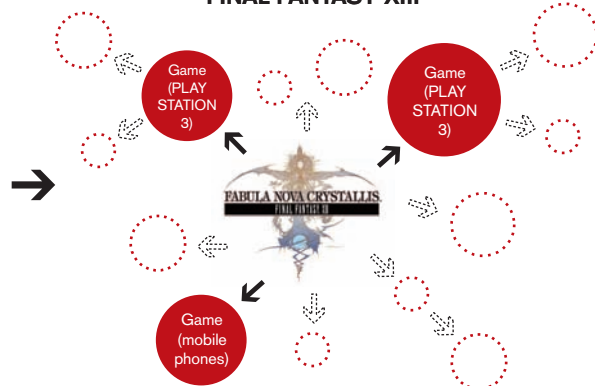 FINAL FANTASY XIII
Game
(PLAY
STATION
3)
Game
(PLAY
STATION
3)
FABULA NOVA CRYSTALLIS
FINAL FANTASY XIII
Game
(mobile
phones)